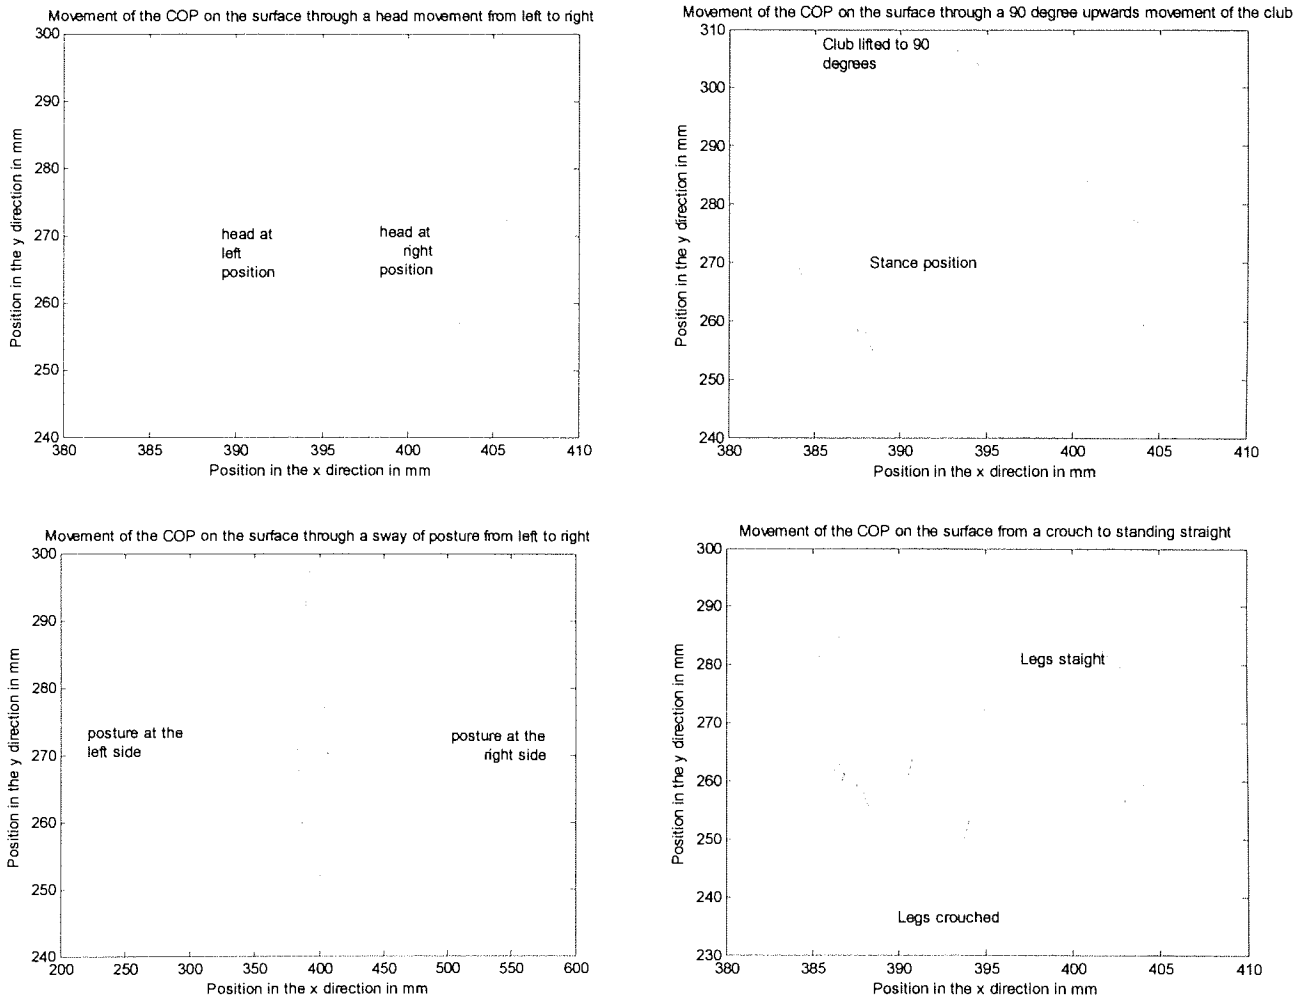 Movement of the COP on the surface through a head movement from left to right
300
290
280
270
260
250
240
Position in the y direction in mm
head at
left
position
head at
right
position
380 385 390 395 400 405 410
Position in the x direction in mm
Movement of the COP on the surface through a 90 degree upwards movement of the club
310
300
290
280
270
260
250
240
Position in the y direction in mm
Club lifted to 90
degrees
Stance position
380 385 390 395 400 405 410
Position in the x direction in mm
Movement of the COP on the surface through a sway of posture from left to right
300
290
280
270
260
250
240
Position in the y direction in mm
posture at the
left side
posture at the
right side
200 250 300 350 400 450 500 550 600
Position in the x direction in mm
Movement of the COP on the surface from a crouch to standing straight
300
290
280
270
260
250
240
230
Position in the y direction in mm
Legs staight
Legs crouched
380 385 390 395 400 405 410
Position in the x direction in mm